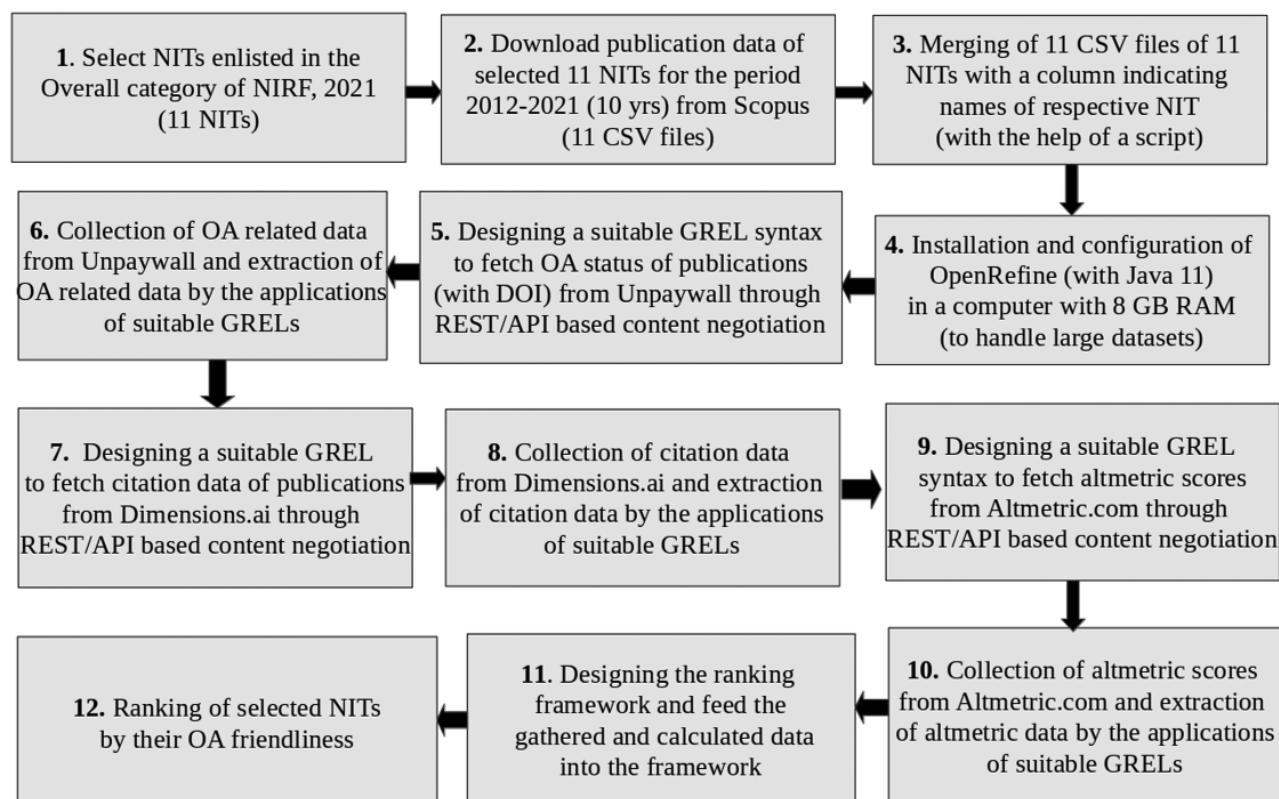 1. Select NITs enlisted in the
Overall category of NIRF, 2021
(11 NITs)
2. Download publication data of
selected 11 NITs for the period
2012-2021 (10 yrs) from Scopus
(11 CSV files)
3. Merging of 11 CSV files of 11
NITs with a column indicating
names of respective NIT
(with the help of a script)
4. Installation and configuration of
OpenRefine (with Java 11)
in a computer with 8 GB RAM
(to handle large datasets)
5. Designing a suitable GREL syntax
to fetch OA status of publications
(with DOI) from Unpaywall through
REST/API based content negotiation
6. Collection of OA related data
from Unpaywall and extraction of
OA related data by the applications
of suitable GRELs
7. Designing a suitable GREL
to fetch citation data of publications
from Dimensions.ai through
REST/API based content negotiation
8. Collection of citation data
from Dimensions.ai and extraction
of citation data by the applications
of suitable GRELs
9. Designing a suitable GREL
syntax to fetch altmetric scores
from Altmetric.com through
REST/API based content negotiation
10. Collection of altmetric scores
from Altmetric.com and extraction
of altmetric data by the applications
of suitable GRELs
11. Designing the ranking
framework and feed the
gathered and calculated data
into the framework
12. Ranking of selected NITs
by their OA friendliness